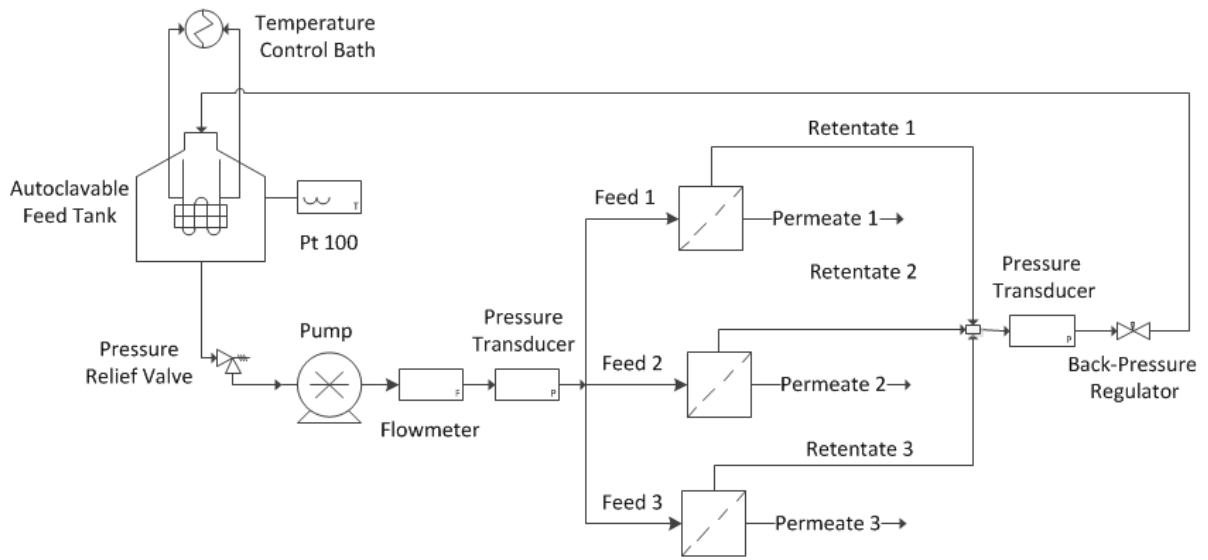 Temperature
Control Bath
Retentate 1
Autoclavable
Feed Tank
Feed 1
T
Permeate 1
Pt 100
Retentate 2
Pressure
Transducer
Pressure
Transducer
Pump
P
Pressure
Relief Valve
Feed 2
Back-Pressure
Regulator
Permeate 2
F
P
Flowmeter
Retentate 3
Feed 3
Permeate 3